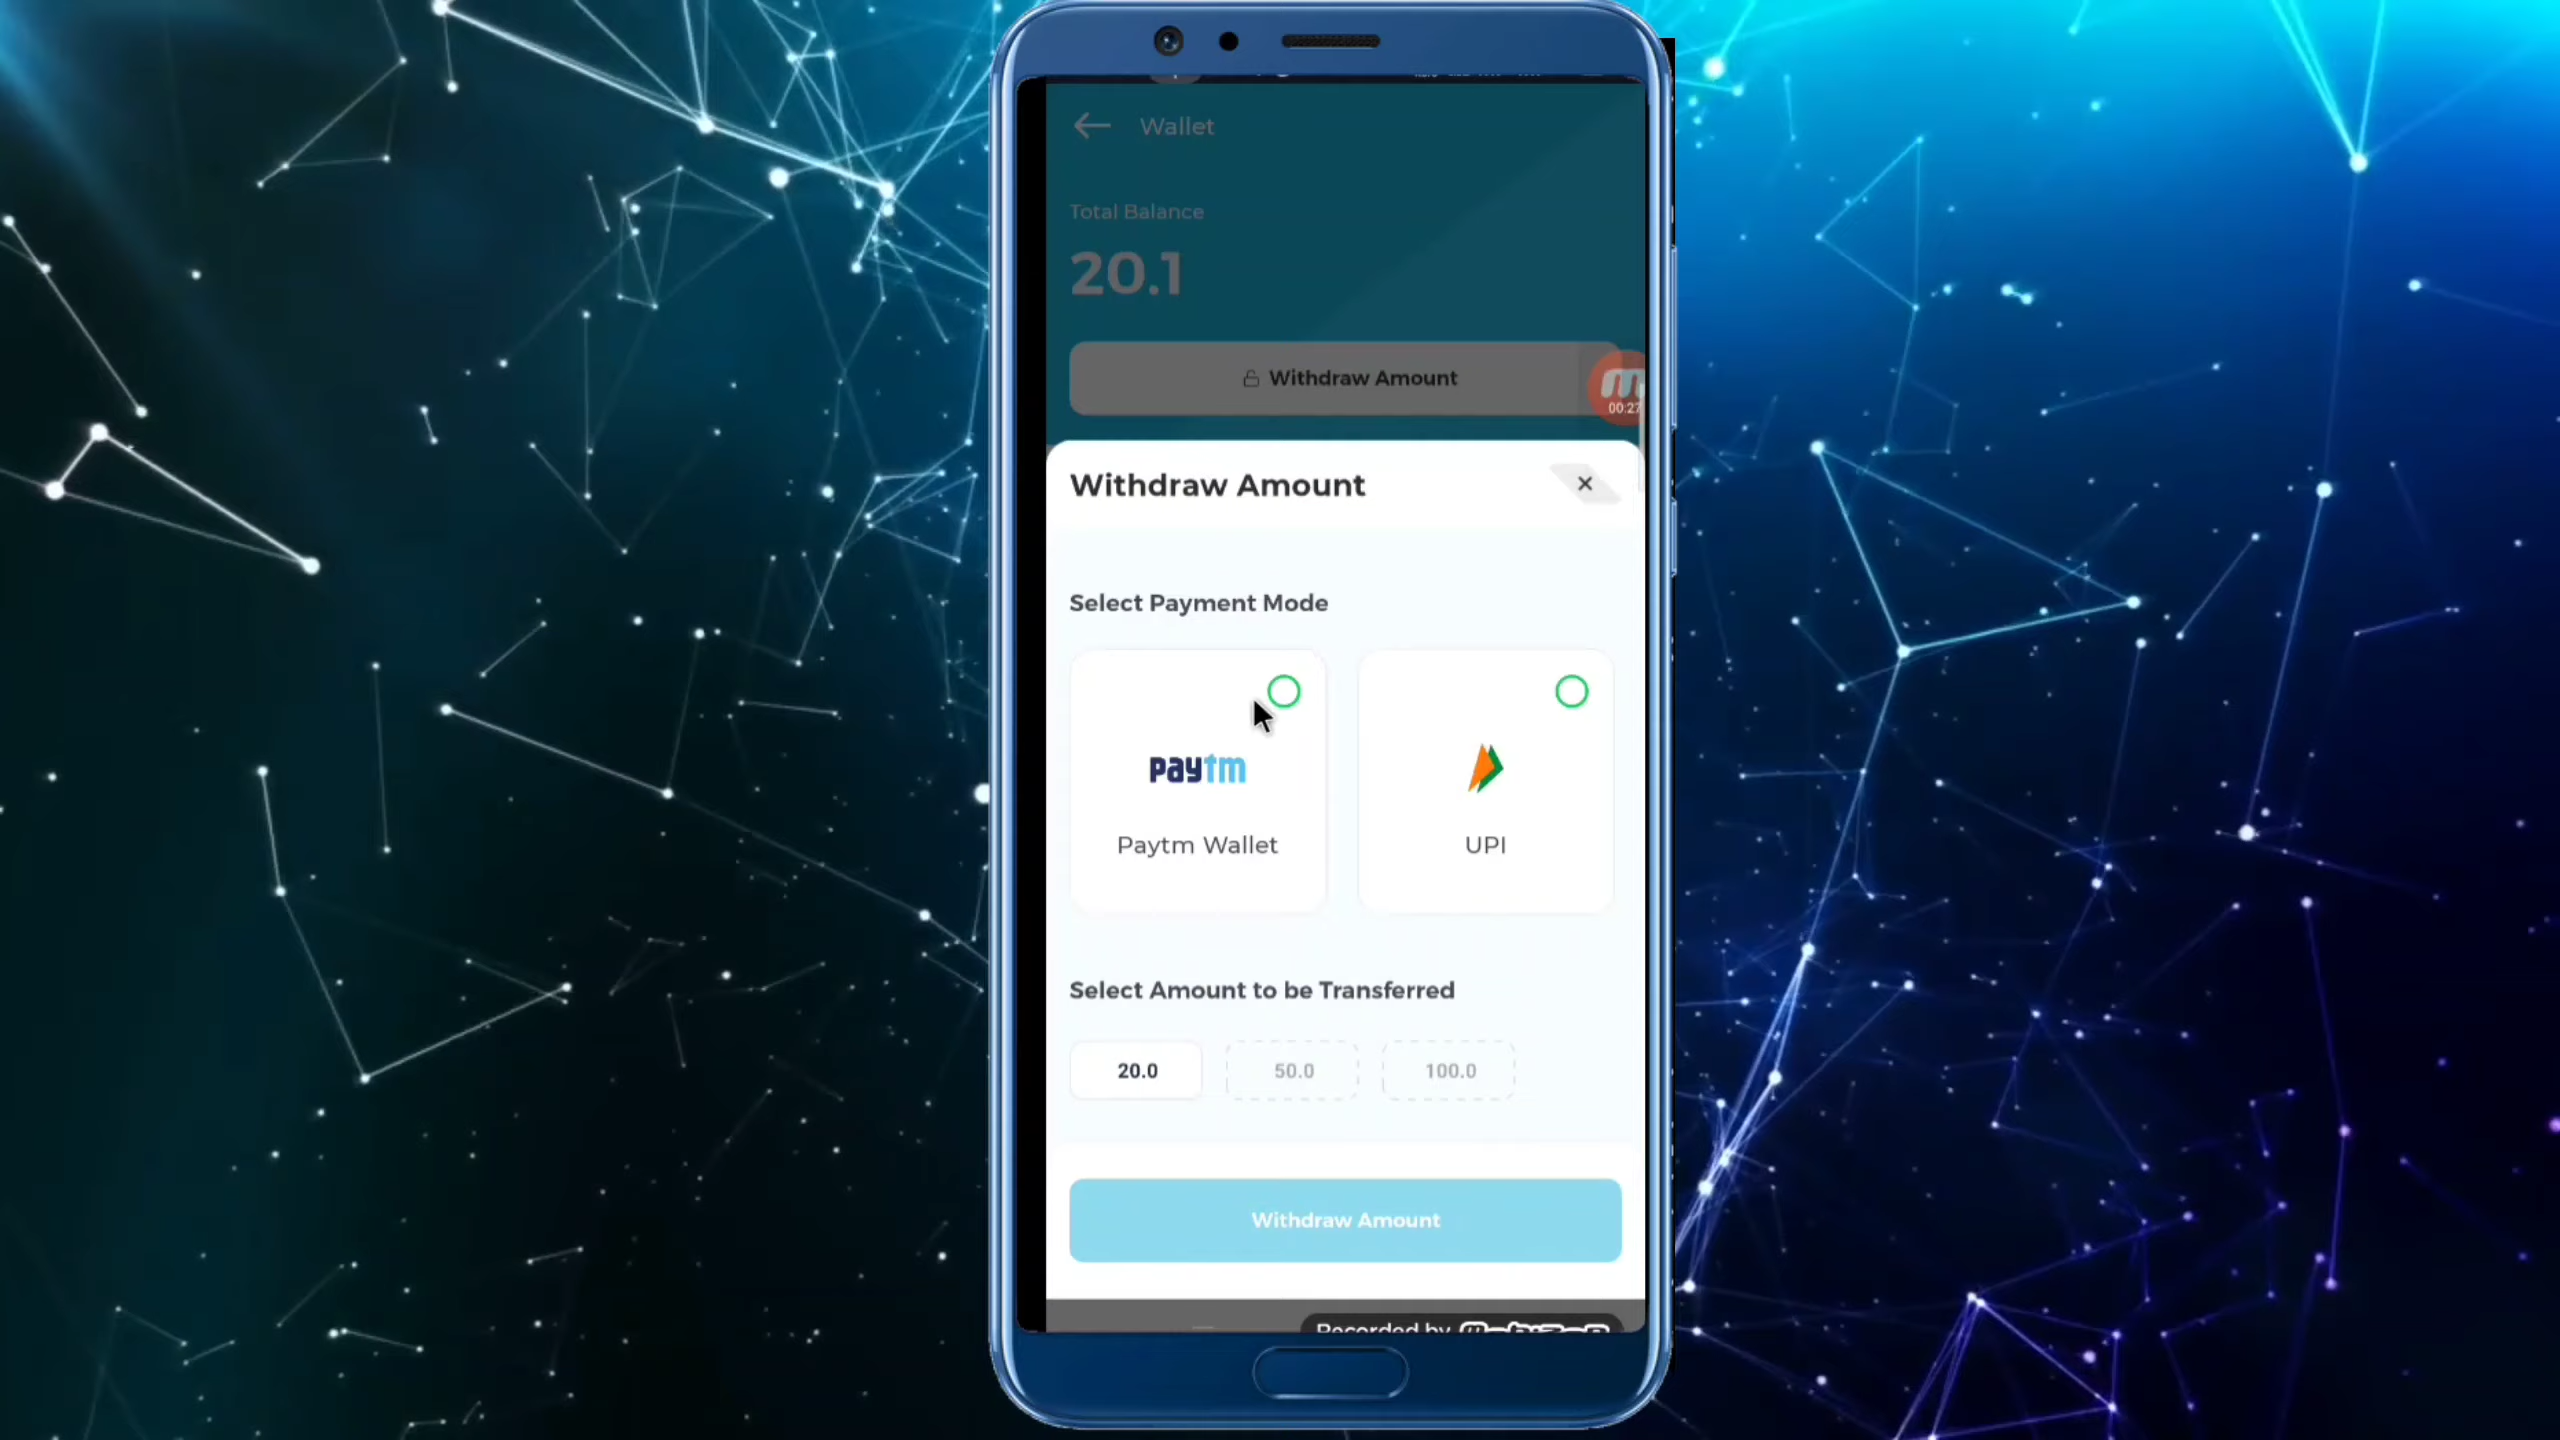 Wallet
Total Balance
20.1
Withdraw Amount
00:27
Withdraw Amount
Select Payment Mode
paytm
Paytm Wallet
UPI
Select Amount to be Transferred
20.0
50.0
100.0
Withdraw Amount
Recorded by